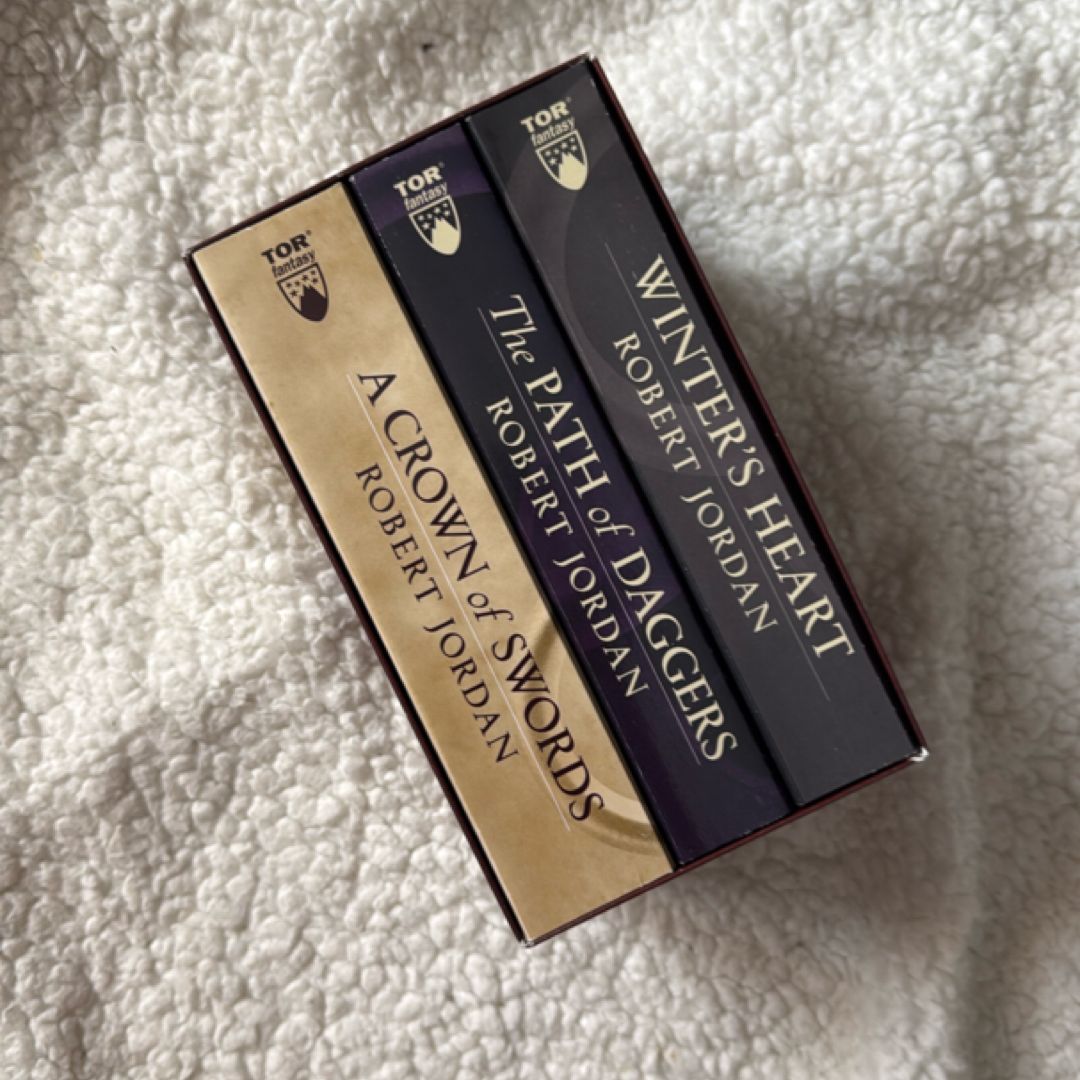 TOR®
fantasy
A CROWN of SWORDS
ROBERT JORDAN
TOR®
fantasy
The PATH of DAGGERS
ROBERT JORDAN
TOR®
fantasy
WINTER'S HEART
ROBERT JORDAN